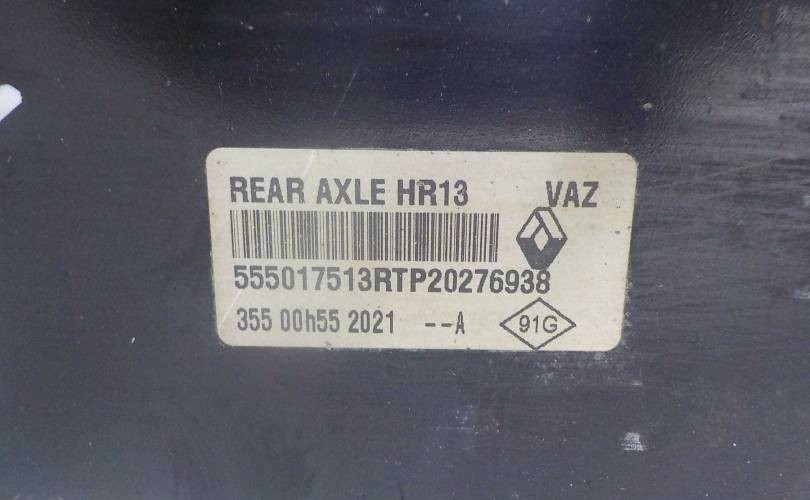 REAR AXLE HR13 VAZ
555017513RTP20276938
355 00h55 2021 --A 91G